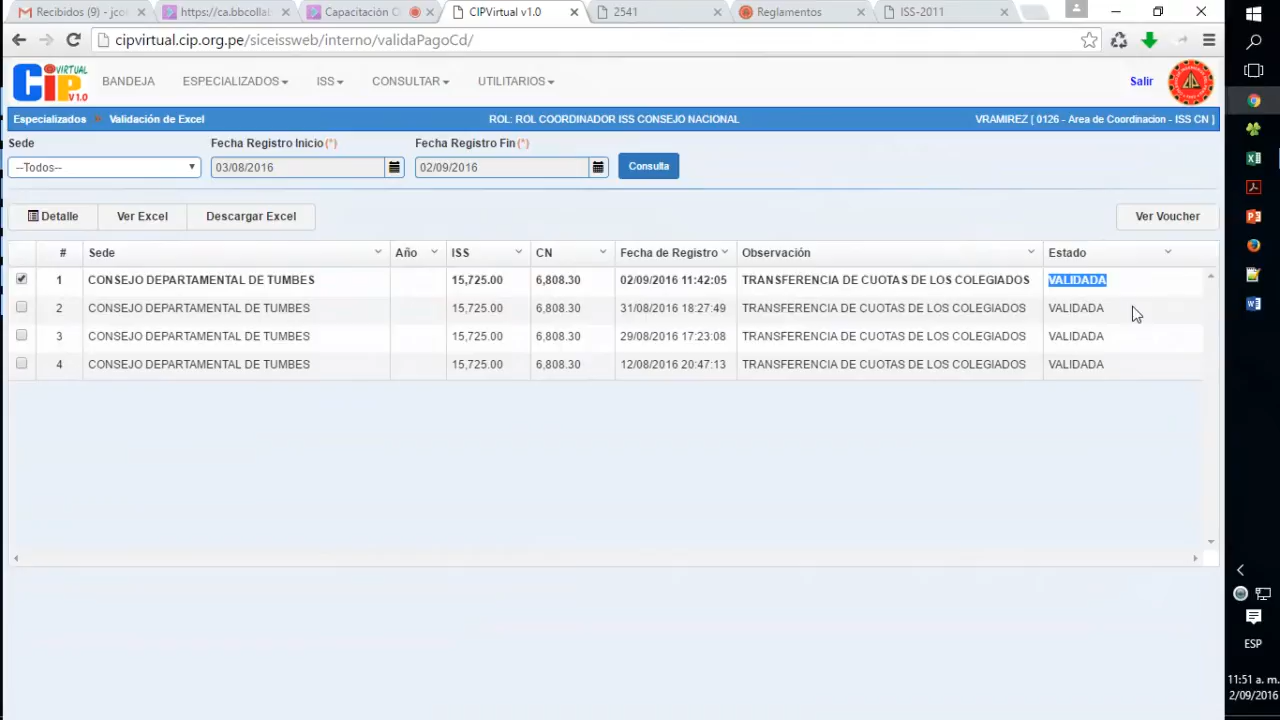 Recibidos (9) - jcol
https://ca.bbcollab
Capacitación C
CIPVirtual v1.0
2541
Reglamentos
ISS-2011
cipvirtual.cip.org.pe/siceissweb/interno/validaPagoCd/
VIRTUAL CIP V1.0
BANDEJA ESPECIALIZADOS ISS CONSULTAR UTILITARIOS Salir
Especializados Validación de Excel ROL: ROL COORDINADOR ISS CONSEJO NACIONAL VRAMIREZ [ 0126 - Area de Coordinacion - ISS CN ]
Sede Fecha Registro Inicio(*) Fecha Registro Fin(*)
--Todos-- 03/08/2016 02/09/2016 Consulta
Detalle Ver Excel Descargar Excel Ver Voucher
# Sede Año ISS CN Fecha de Registro Observación Estado
1 CONSEJO DEPARTAMENTAL DE TUMBES 15,725.00 6,808.30 02/09/2016 11:42:05 TRANSFERENCIA DE CUOTAS DE LOS COLEGIADOS VALIDADA
2 CONSEJO DEPARTAMENTAL DE TUMBES 15,725.00 6,808.30 31/08/2016 18:27:49 TRANSFERENCIA DE CUOTAS DE LOS COLEGIADOS VALIDADA
3 CONSEJO DEPARTAMENTAL DE TUMBES 15,725.00 6,808.30 29/08/2016 17:23:08 TRANSFERENCIA DE CUOTAS DE LOS COLEGIADOS VALIDADA
4 CONSEJO DEPARTAMENTAL DE TUMBES 15,725.00 6,808.30 12/08/2016 20:47:13 TRANSFERENCIA DE CUOTAS DE LOS COLEGIADOS VALIDADA
ESP
11:51 a. m.
2/09/2016